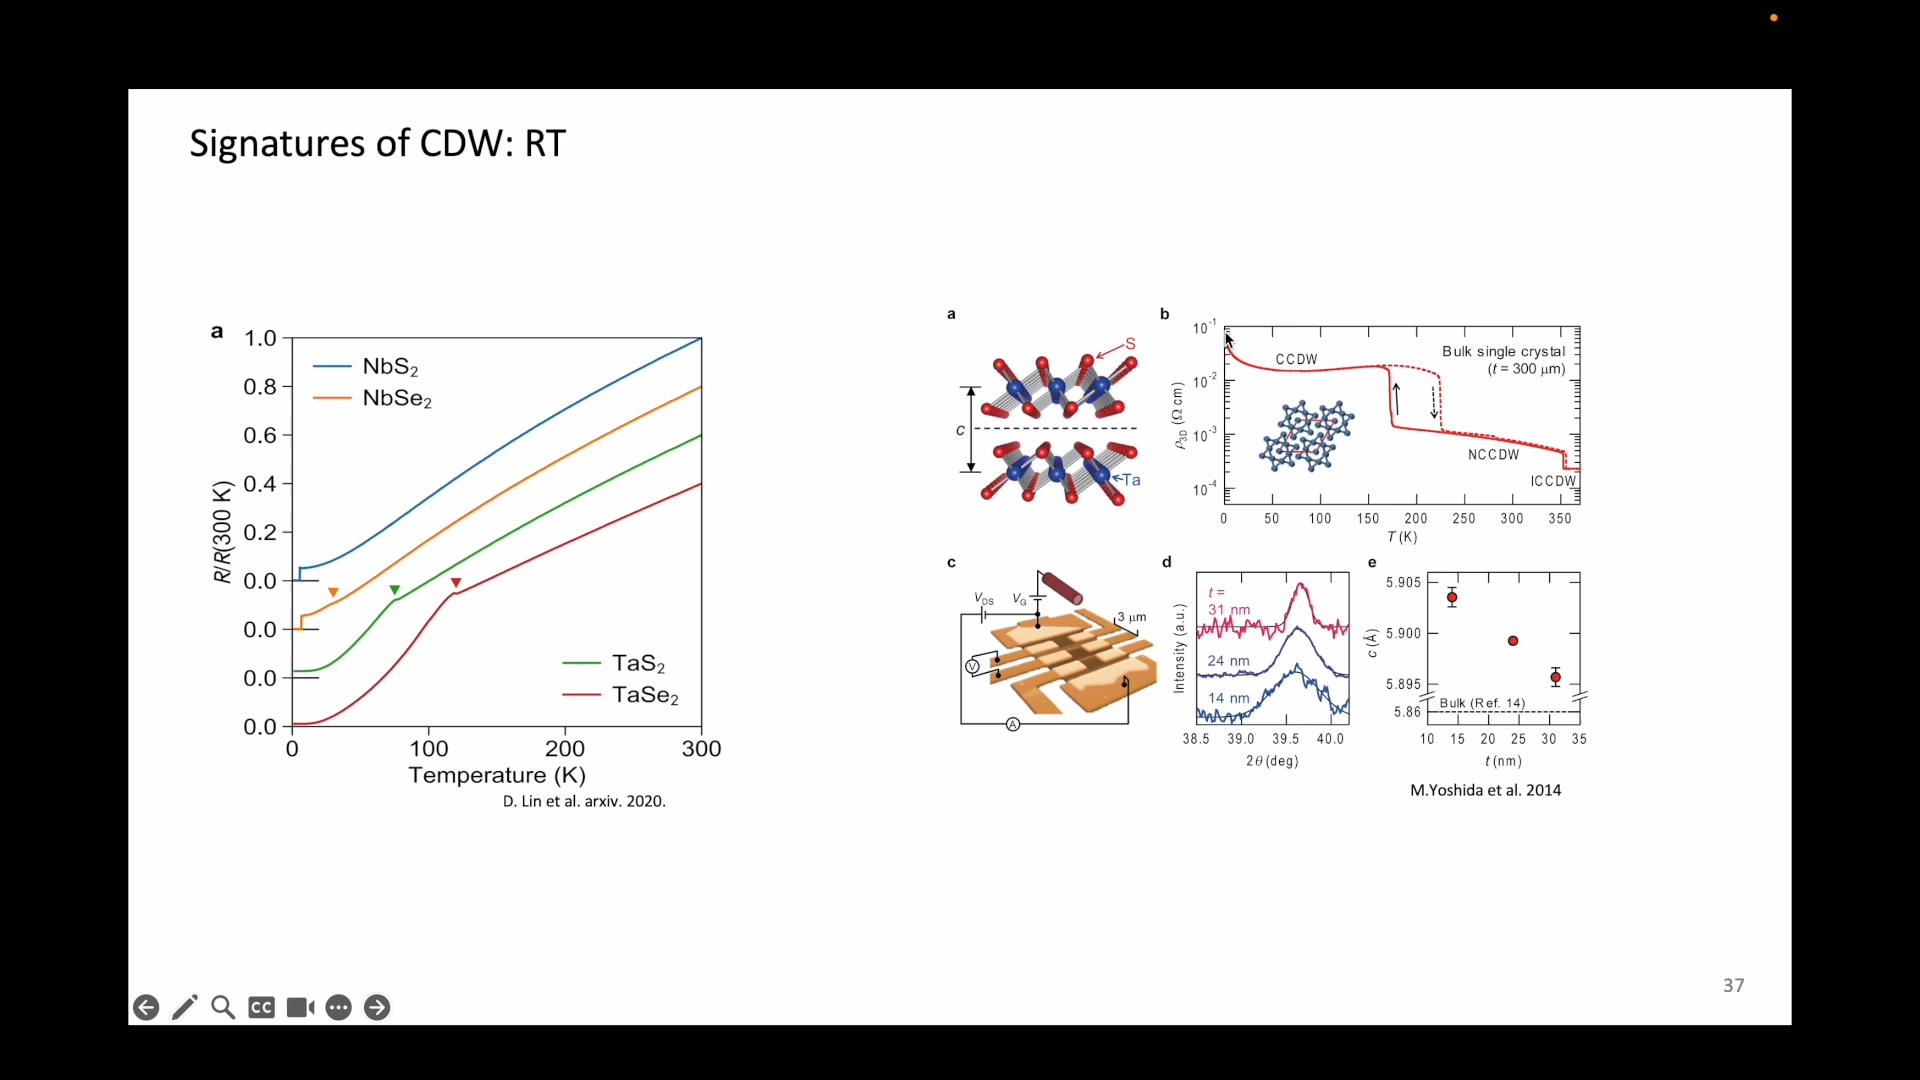 Signatures of CDW: RT
a
1.0
0.8
0.6
0.4
0.2
0.0
0.0
0.0
0.0
R/R(300 K)
NbS₂
NbSe₂
TaS₂
TaSe₂
0 100 200 300
Temperature (K)
D. Lin et al. arxiv. 2020.
a
S
c
Ta
b
10⁻¹
10⁻²
10⁻³
10⁻⁴
ρ3D (Ω cm)
CCDW
Bulk single crystal
(t = 300 μm)
NCCDW
ICCDW
0 50 100 150 200 250 300 350
T (K)
c
VDS
VG
3 μm
V
A
d
Intensity (a.u.)
t =
31 nm
24 nm
14 nm
38.5 39.0 39.5 40.0
2θ (deg)
e
5.905
5.900
5.895
5.86
c (Å)
Bulk (Ref. 14)
10 15 20 25 30 35
t (nm)
M.Yoshida et al. 2014
37
CC